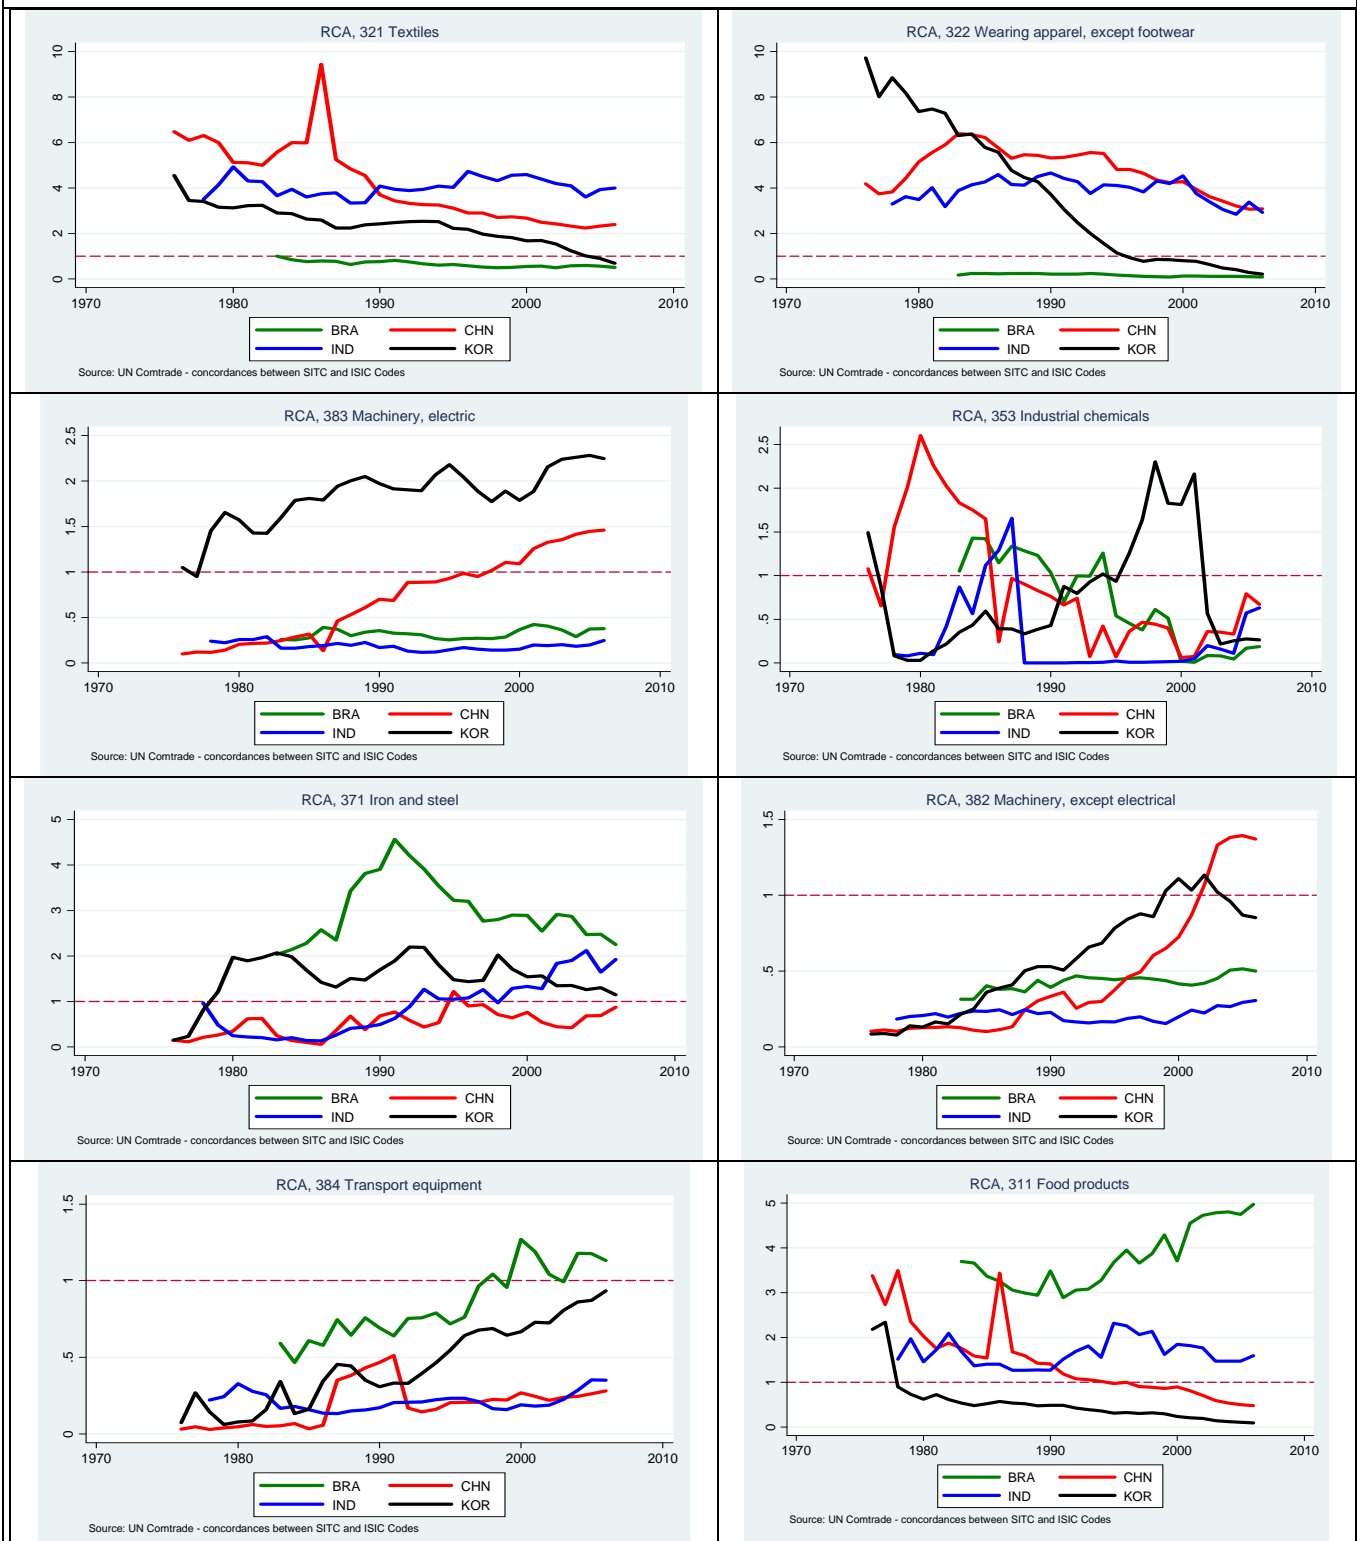 RCA, 321 Textiles
10
8
6
4
2
0
1970 1980 1990 2000 2010
BRA CHN
IND KOR
Source: UN Comtrade - concordances between SITC and ISIC Codes
RCA, 322 Wearing apparel, except footwear
10
8
6
4
2
0
1970 1980 1990 2000 2010
BRA CHN
IND KOR
Source: UN Comtrade - concordances between SITC and ISIC Codes
RCA, 383 Machinery, electric
2.5
2
1.5
1
.5
0
1970 1980 1990 2000 2010
BRA CHN
IND KOR
Source: UN Comtrade - concordances between SITC and ISIC Codes
RCA, 353 Industrial chemicals
2.5
2
1.5
1
.5
0
1970 1980 1990 2000 2010
BRA CHN
IND KOR
Source: UN Comtrade - concordances between SITC and ISIC Codes
RCA, 371 Iron and steel
5
4
3
2
1
0
1970 1980 1990 2000 2010
BRA CHN
IND KOR
Source: UN Comtrade - concordances between SITC and ISIC Codes
RCA, 382 Machinery, except electrical
1.5
1
.5
0
1970 1980 1990 2000 2010
BRA CHN
IND KOR
Source: UN Comtrade - concordances between SITC and ISIC Codes
RCA, 384 Transport equipment
1.5
1
.5
0
1970 1980 1990 2000 2010
BRA CHN
IND KOR
Source: UN Comtrade - concordances between SITC and ISIC Codes
RCA, 311 Food products
5
4
3
2
1
0
1970 1980 1990 2000 2010
BRA CHN
IND KOR
Source: UN Comtrade - concordances between SITC and ISIC Codes